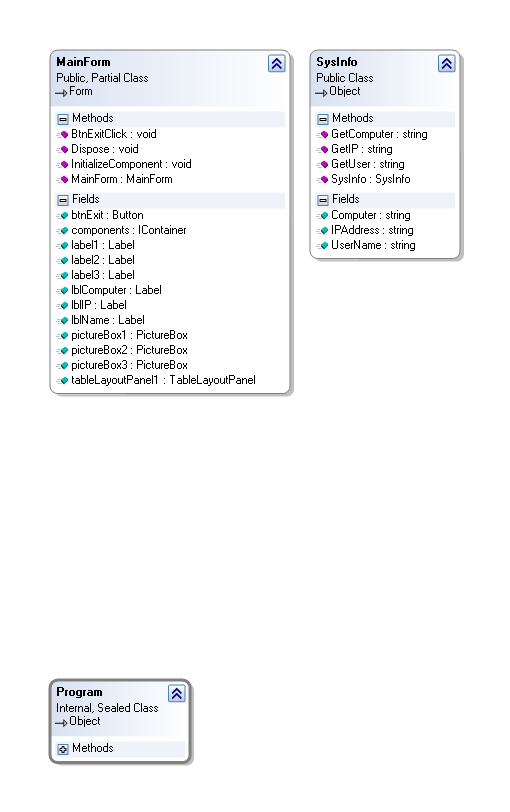 MainForm
Public, Partial Class
Form
Methods
BtnExitClick : void
Dispose : void
InitializeComponent : void
MainForm : MainForm
Fields
btnExit : Button
components : IContainer
label1 : Label
label2 : Label
label3 : Label
lblComputer : Label
lblIP : Label
lblName : Label
pictureBox1 : PictureBox
pictureBox2 : PictureBox
pictureBox3 : PictureBox
tableLayoutPanel1 : TableLayoutPanel
SysInfo
Public Class
Object
Methods
GetComputer : string
GetIP : string
GetUser : string
SysInfo : SysInfo
Fields
Computer : string
IPAddress : string
UserName : string
Program
Internal, Sealed Class
Object
Methods